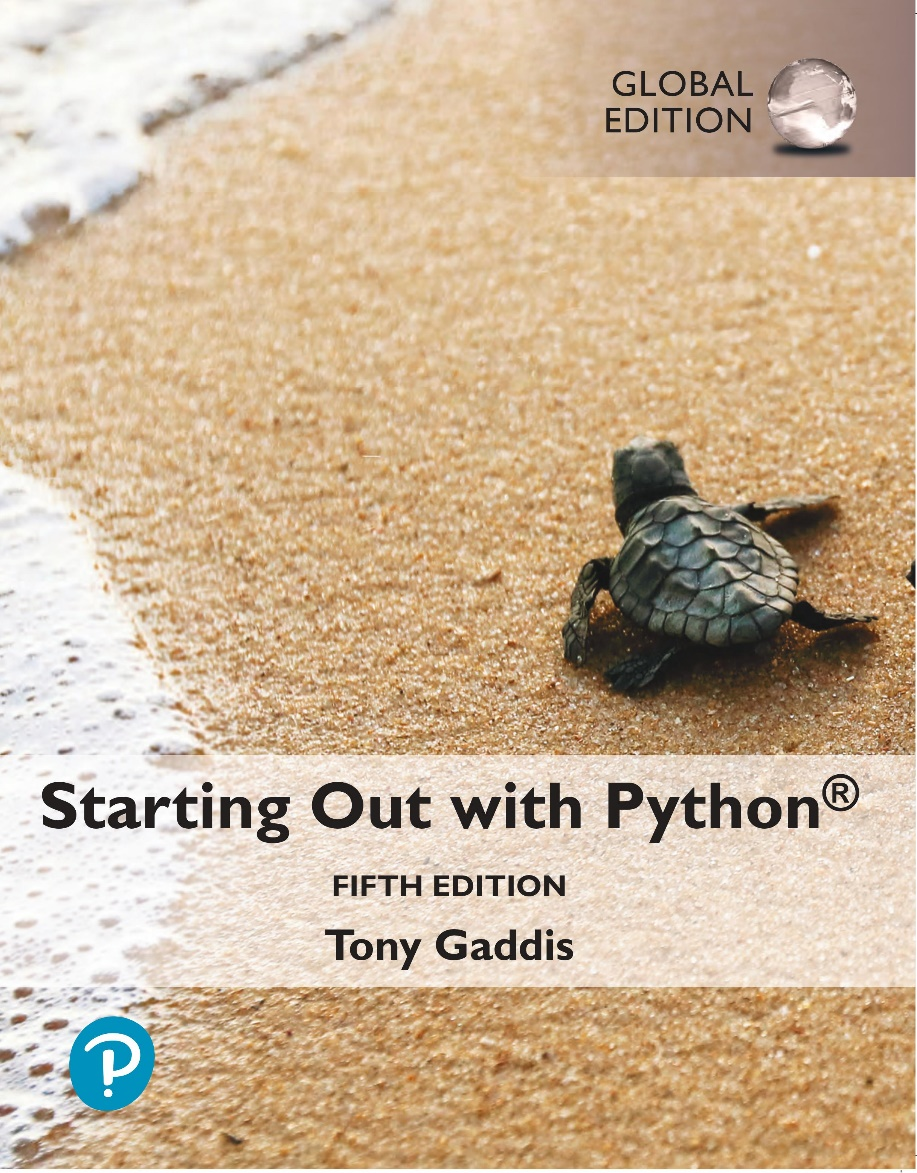 GLOBAL
EDITION
Starting Out with Python®
FIFTH EDITION
Tony Gaddis